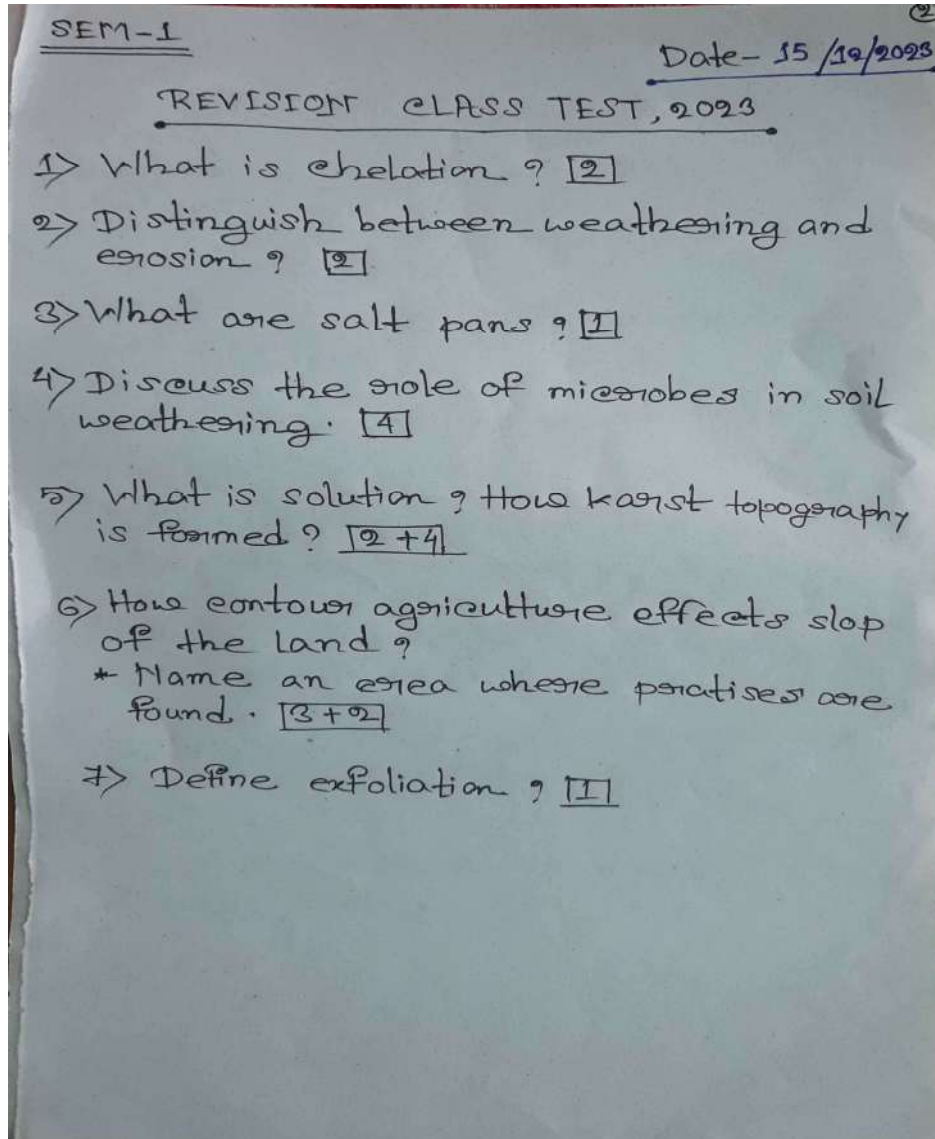 2
SEM-1
Date- 15/12/2023
REVISION CLASS TEST, 2023
1> What is chelation ? [2]
2> Distinguish between weathering and
erosion ? [2]
3> What are salt pans ? [1]
4> Discuss the role of microbes in soil
weathering. [4]
5> What is solution ? How karst topography
is formed ? [2+4]
6> How contour agriculture effects slop
of the land ?
* Name an erea where pratises are
found. [3+2]
7> Define exfoliation ? [1]